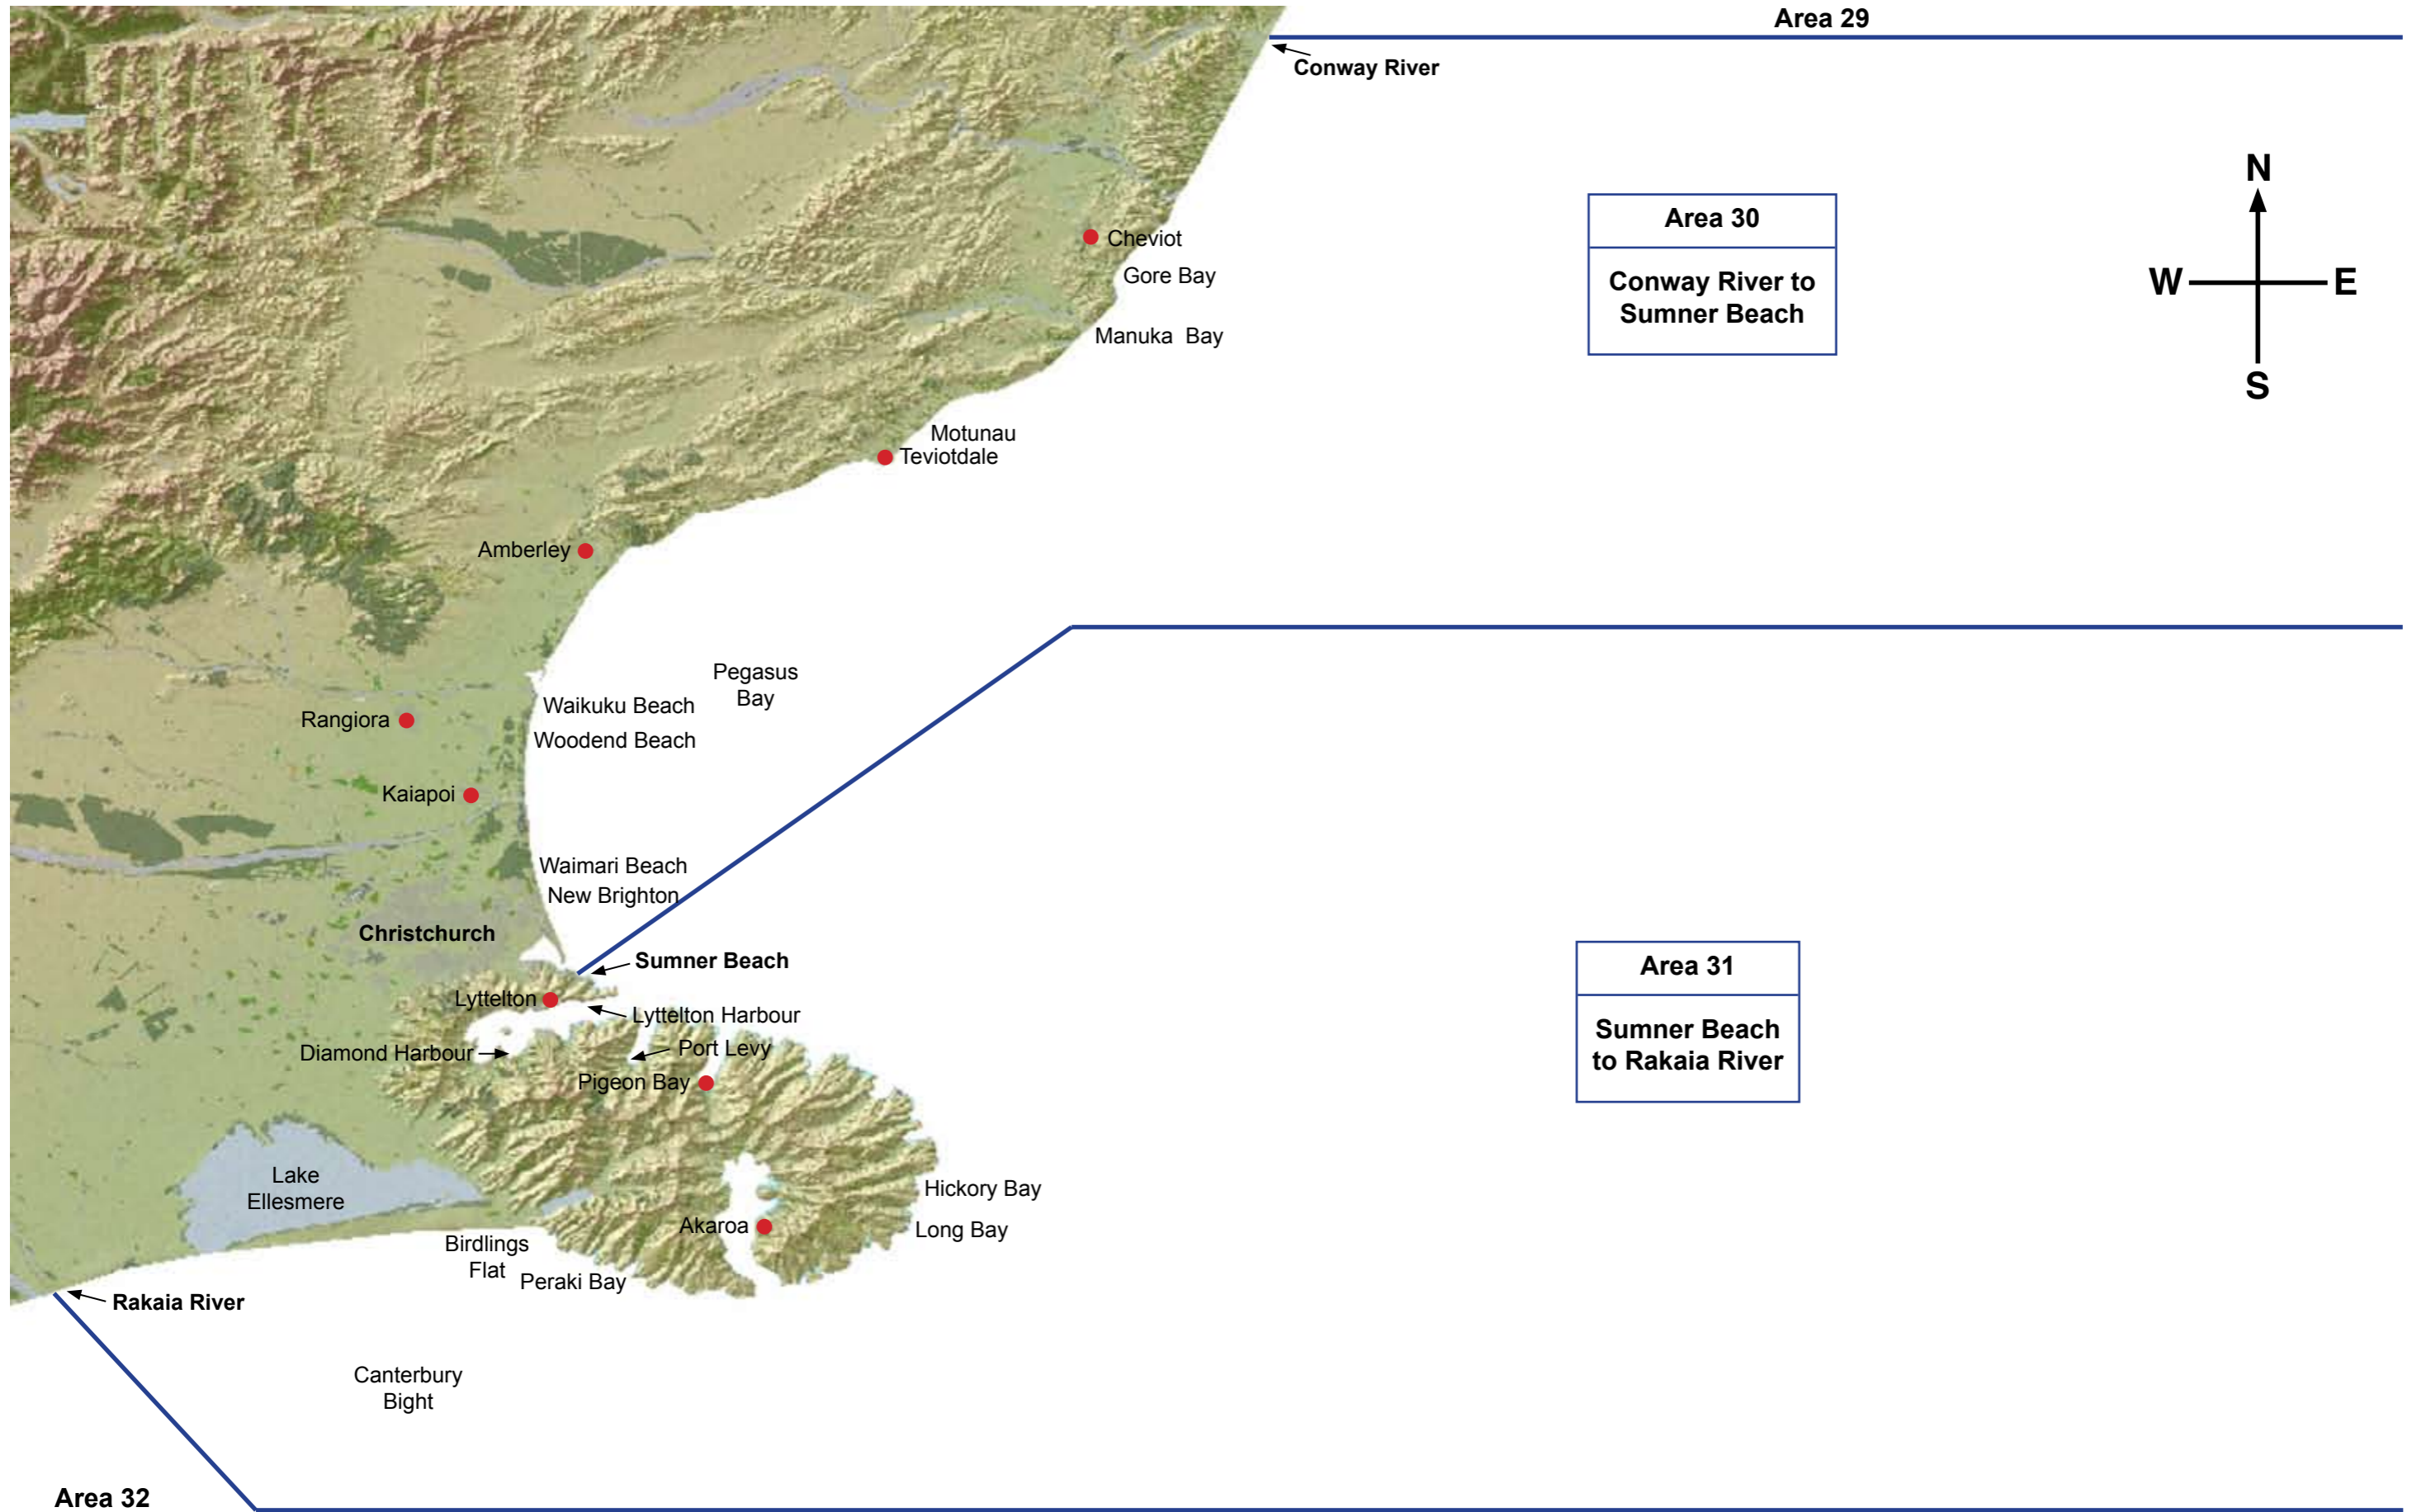 Area 29
Conway River
N
W
E
S
Area 30
Conway River to
Sumner Beach
Cheviot
Gore Bay
Manuka  Bay
Motunau
Teviotdale
Amberley
Pegasus
Bay
Waikuku Beach
Rangiora
Woodend Beach
Kaiapoi
Waimari Beach
New Brighton
Christchurch
Sumner Beach
Area 31
Sumner Beach
to Rakaia River
Lyttelton
Lyttelton Harbour
Diamond Harbour
Port Levy
Pigeon Bay
Lake
Ellesmere
Hickory Bay
Akaroa
Long Bay
Birdlings
Flat
Peraki Bay
Rakaia River
Canterbury
Bight
Area 32